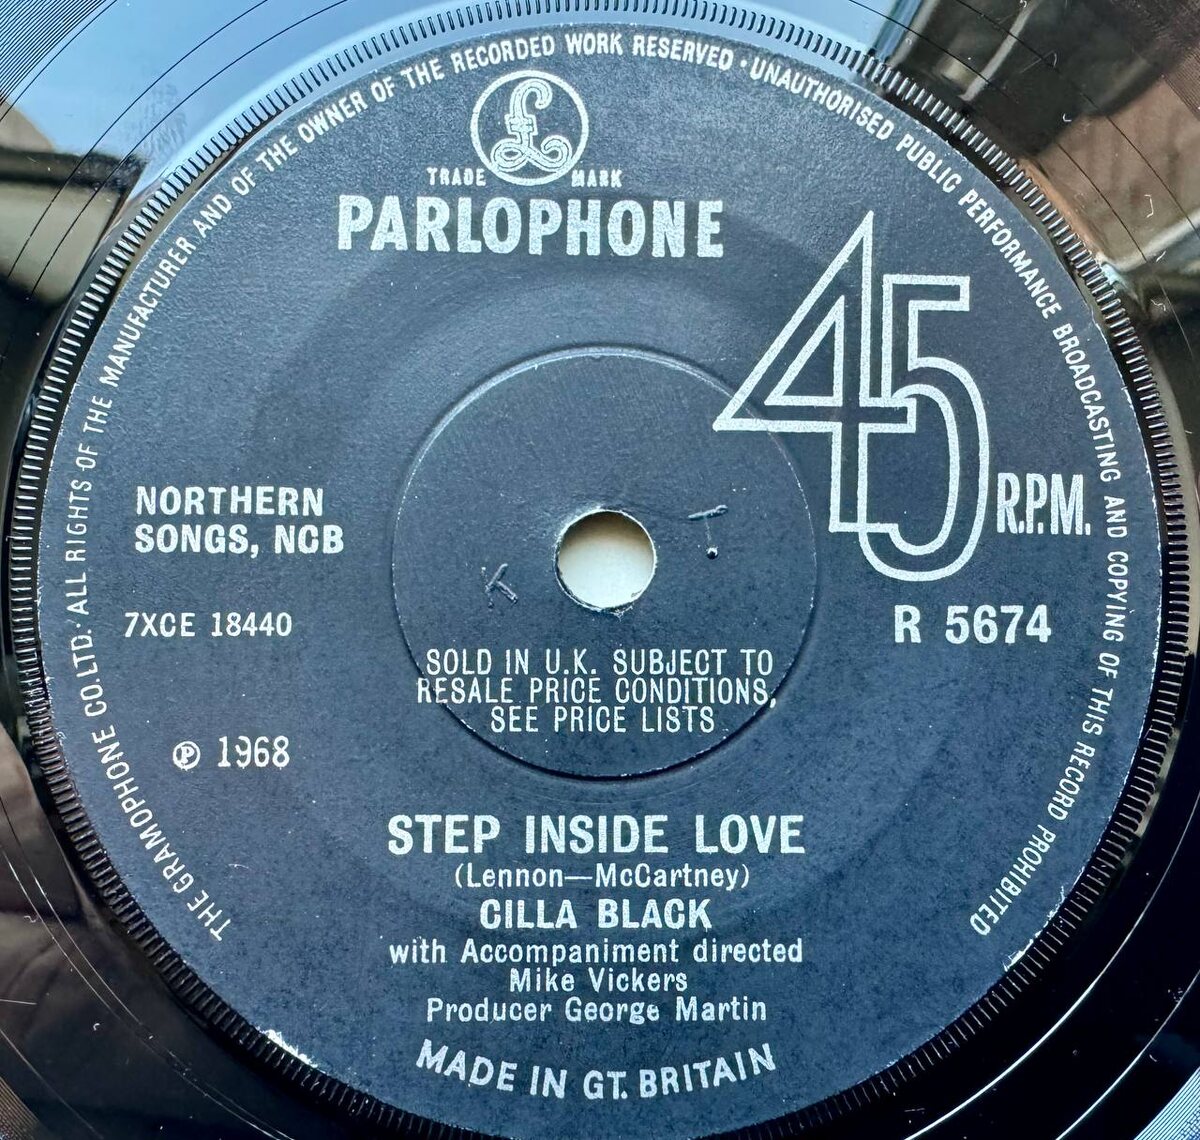 THE GRAMOPHONE CO. LTD. · ALL RIGHTS OF THE MANUFACTURER AND OF THE OWNER OF THE RECORDED WORK RESERVED · UNAUTHORISED PUBLIC PERFORMANCE BROADCASTING AND COPYING OF THIS RECORD PROHIBITED
£
TRADE MARK
PARLOPHONE
45
R.P.M.
NORTHERN
SONGS, NCB
K T
7XCE 18440
R 5674
SOLD IN U.K. SUBJECT TO
RESALE PRICE CONDITIONS,
SEE PRICE LISTS
℗ 1968
STEP INSIDE LOVE
(Lennon—McCartney)
CILLA BLACK
with Accompaniment directed
Mike Vickers
Producer George Martin
MADE IN GT. BRITAIN